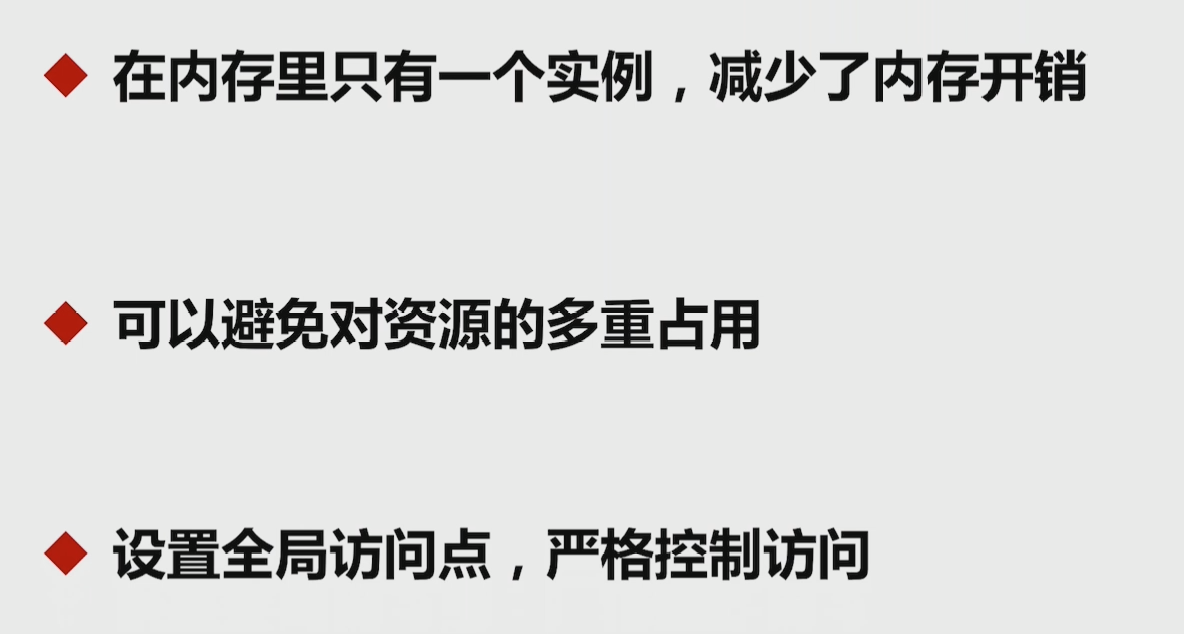 在内存里只有一个实例，减少了内存开销
可以避免对资源的多重占用
设置全局访问点，严格控制访问